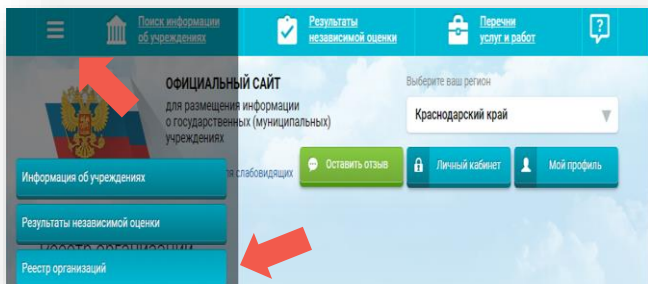 Поиск информации
об учреждениях
Результаты
независимой оценки
Перечни
услуг и работ
?
ОФИЦИАЛЬНЫЙ САЙТ
для размещения информации
о государственных (муниципальных)
учреждениях
слабовидящих
Выберите ваш регион
Краснодарский край
Оставить отзыв
Личный кабинет
Мой профиль
Информация об учреждениях
Результаты независимой оценки
Реестр организаций